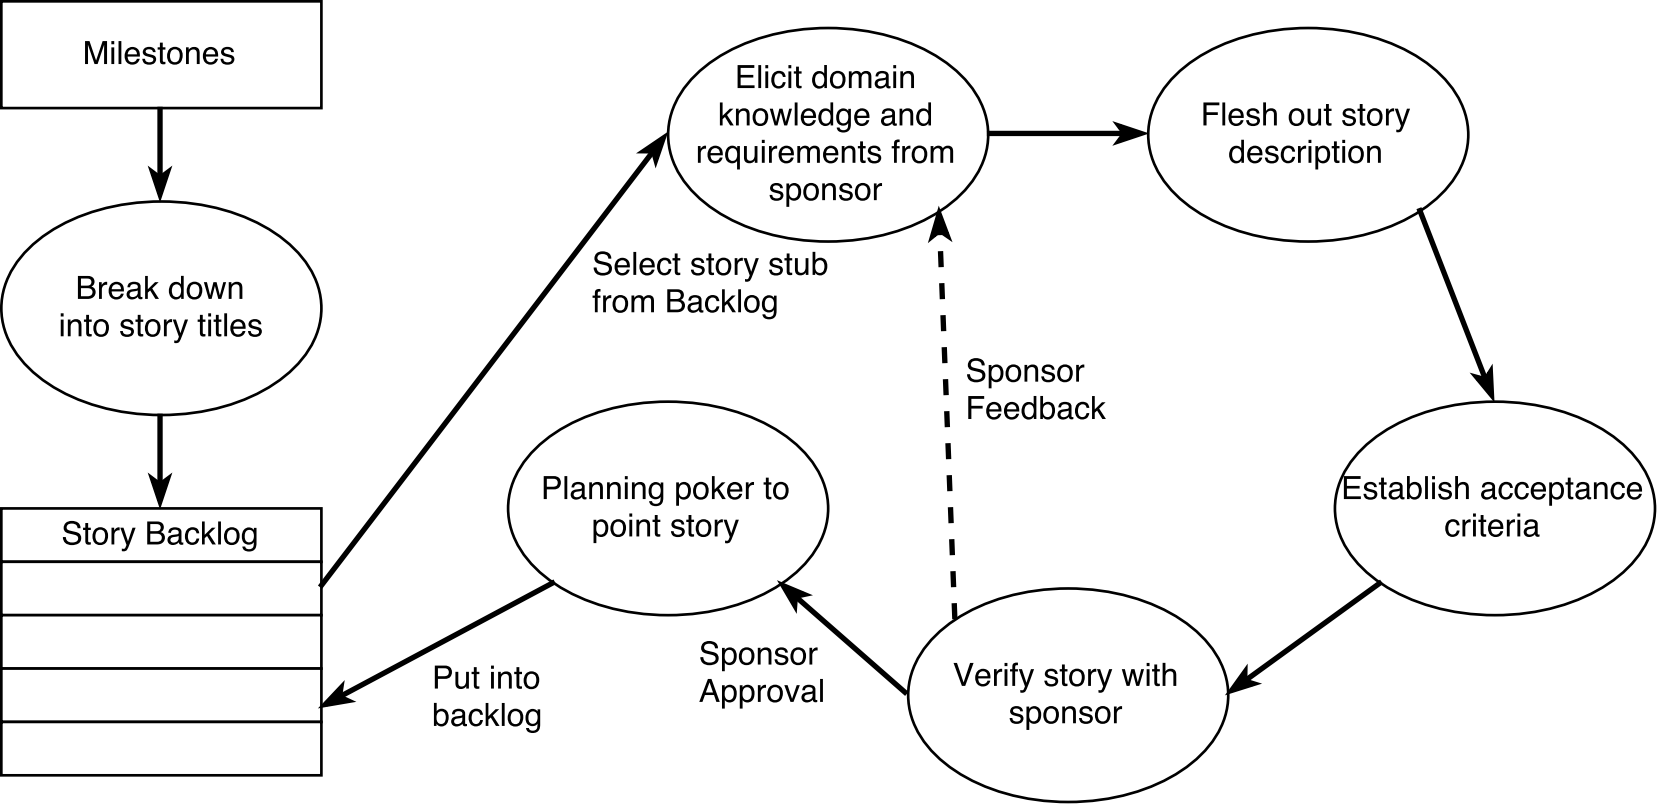 Milestones
Break down
into story titles
Story Backlog
Elicit domain
knowledge and
requirements from
sponsor
Flesh out story
description
Select story stub
from Backlog
Sponsor
Feedback
Planning poker to
point story
Establish acceptance
criteria
Sponsor
Approval
Verify story with
sponsor
Put into
backlog